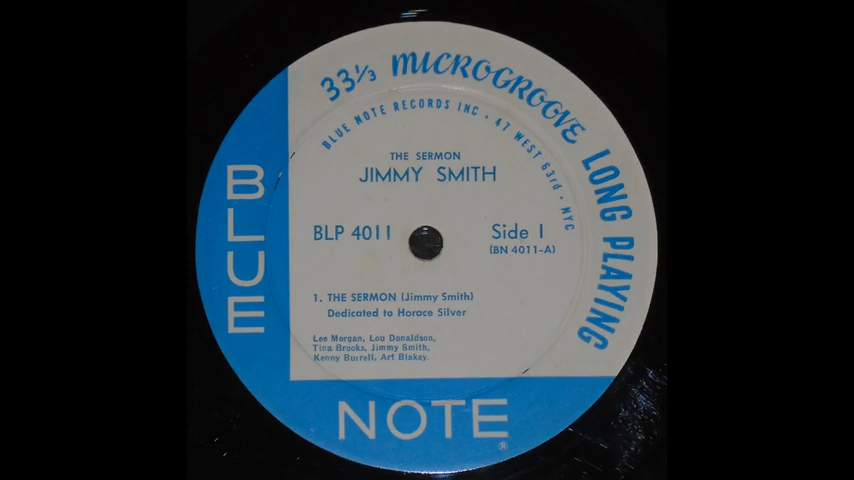 33⅓ MICROGROOVE LONG PLAYING
BLUE NOTE RECORDS INC · 47 WEST 63rd · NYC
THE SERMON
JIMMY SMITH
BLP 4011
Side 1
(BN 4011-A)
1. THE SERMON (Jimmy Smith)
Dedicated to Horace Silver
Lee Morgan, Lou Donaldson,
Tina Brooks, Jimmy Smith,
Kenny Burrell, Art Blakey.
BLUE
NOTE
®